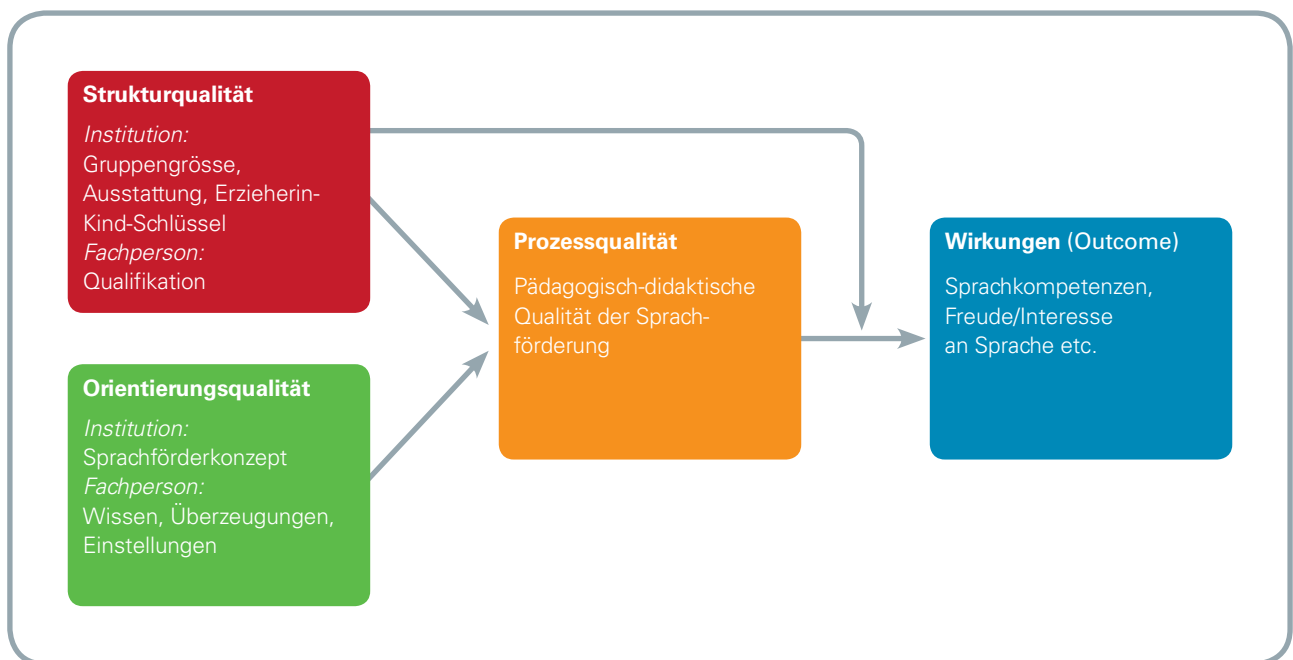 Strukturqualität
Institution:
Gruppengrösse,
Ausstattung, Erzieherin-
Kind-Schlüssel
Fachperson:
Qualifikation
Orientierungsqualität
Institution:
Sprachförderkonzept
Fachperson:
Wissen, Überzeugungen,
Einstellungen
Prozessqualität
Pädagogisch-didaktische
Qualität der Sprach-
förderung
Wirkungen (Outcome)
Sprachkompetenzen,
Freude/Interesse
an Sprache etc.